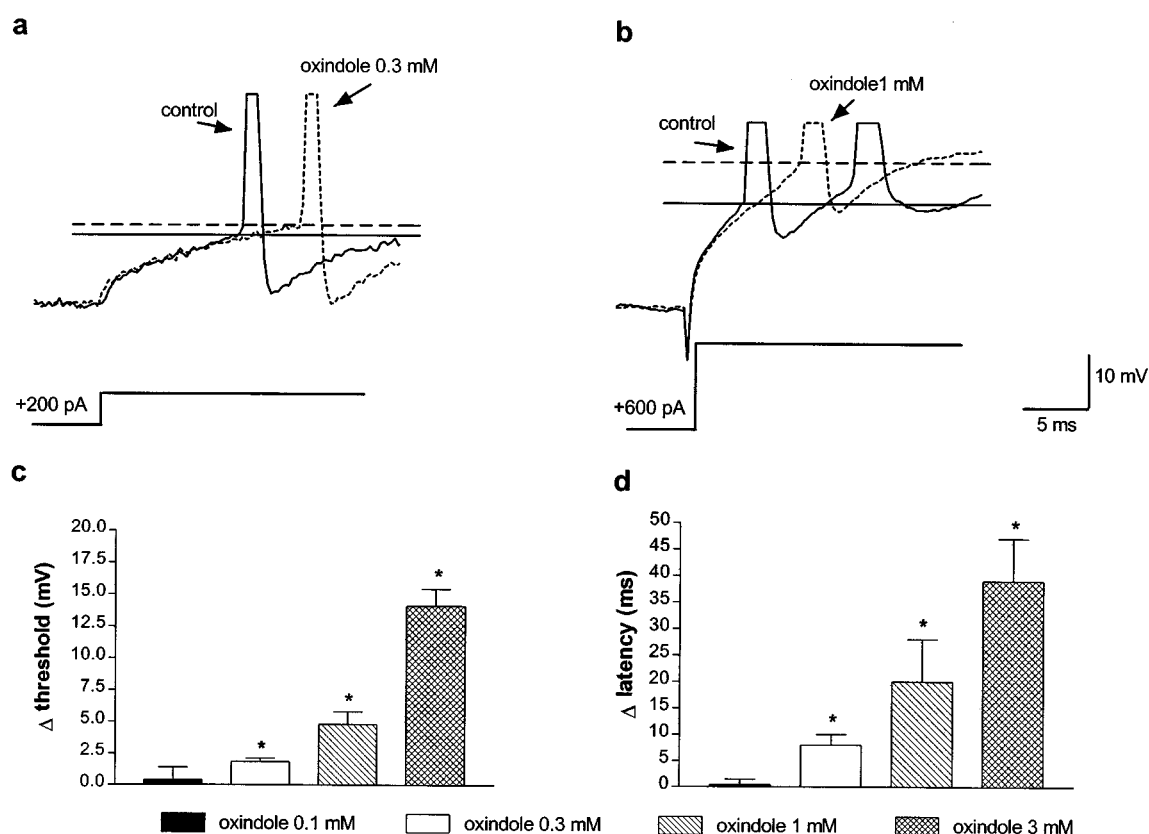 a
oxindole 0.3 mM
control
+200 pA
b
oxindole1 mM
control
+600 pA
10 mV
5 ms
c
Δ threshold (mV)
20.0
17.5
15.0
12.5
10.0
7.5
5.0
2.5
0.0
*
*
*
d
Δ latency (ms)
50
45
40
35
30
25
20
15
10
5
0
*
*
*
oxindole 0.1 mM
oxindole 0.3 mM
oxindole 1 mM
oxindole 3 mM